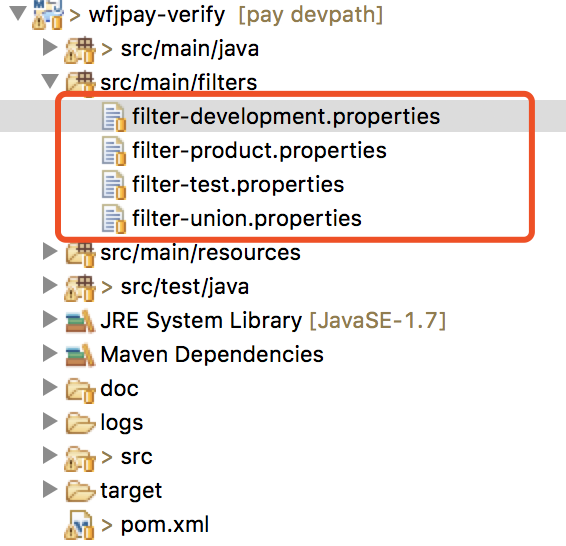 > wfjpay-verify [pay devpath]
> src/main/java
src/main/filters
filter-development.properties
filter-product.properties
filter-test.properties
filter-union.properties
src/main/resources
> src/test/java
JRE System Library [JavaSE-1.7]
Maven Dependencies
doc
logs
> src
target
> pom.xml